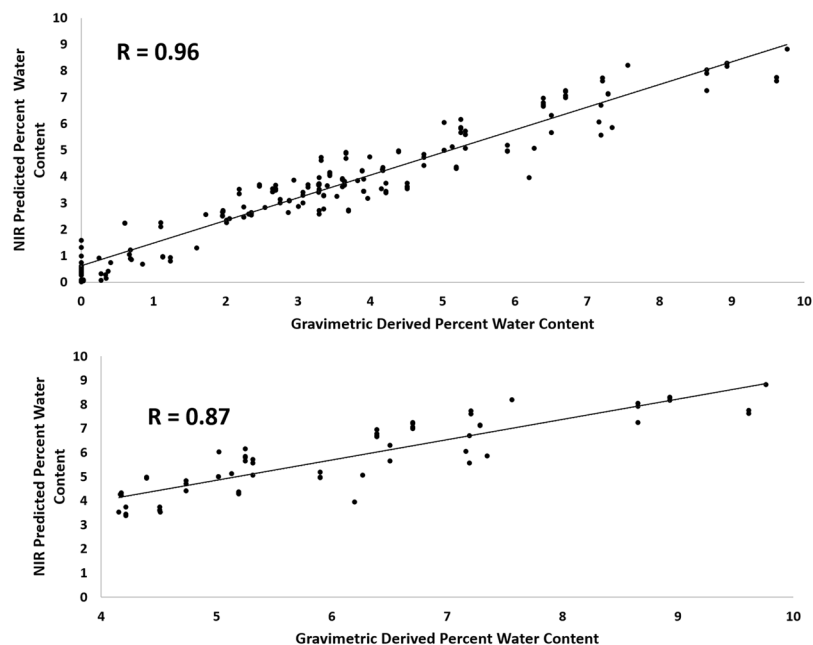 10
9
8
7
6
5
4
3
2
1
0
NIR Predicted Percent Water
Content
R = 0.96
0 1 2 3 4 5 6 7 8 9 10
Gravimetric Derived Percent Water Content
10
9
8
7
6
5
4
3
2
1
0
NIR Predicted Percent Water
Content
R = 0.87
4 5 6 7 8 9 10
Gravimetric Derived Percent Water Content